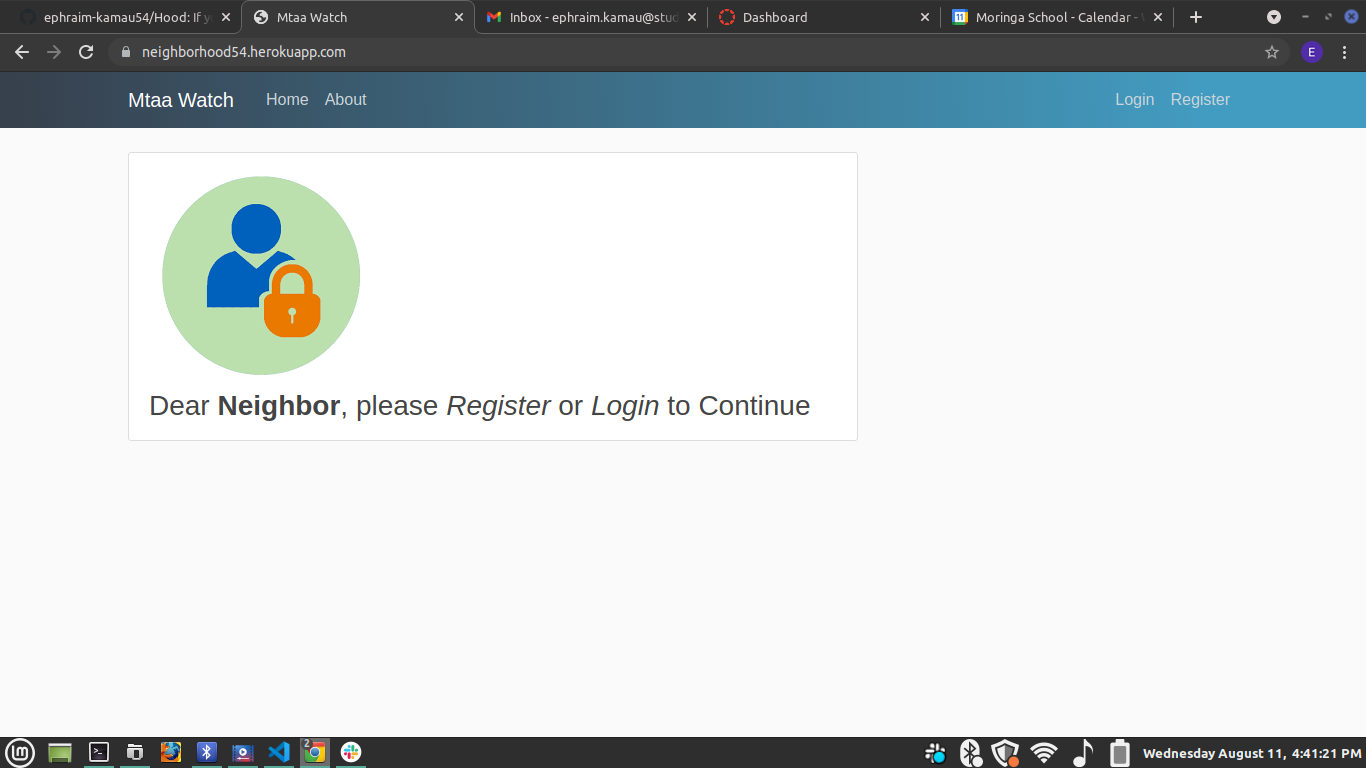 ephraim-kamau54/Hood: If y
Mtaa Watch
Inbox - ephraim.kamau@stud
Dashboard
Moringa School - Calendar -
neighborhood54.herokuapp.com
E
Mtaa Watch
Home
About
Login
Register
Dear Neighbor, please Register or Login to Continue
lm
2
Wednesday August 11, 4:41:21 PM